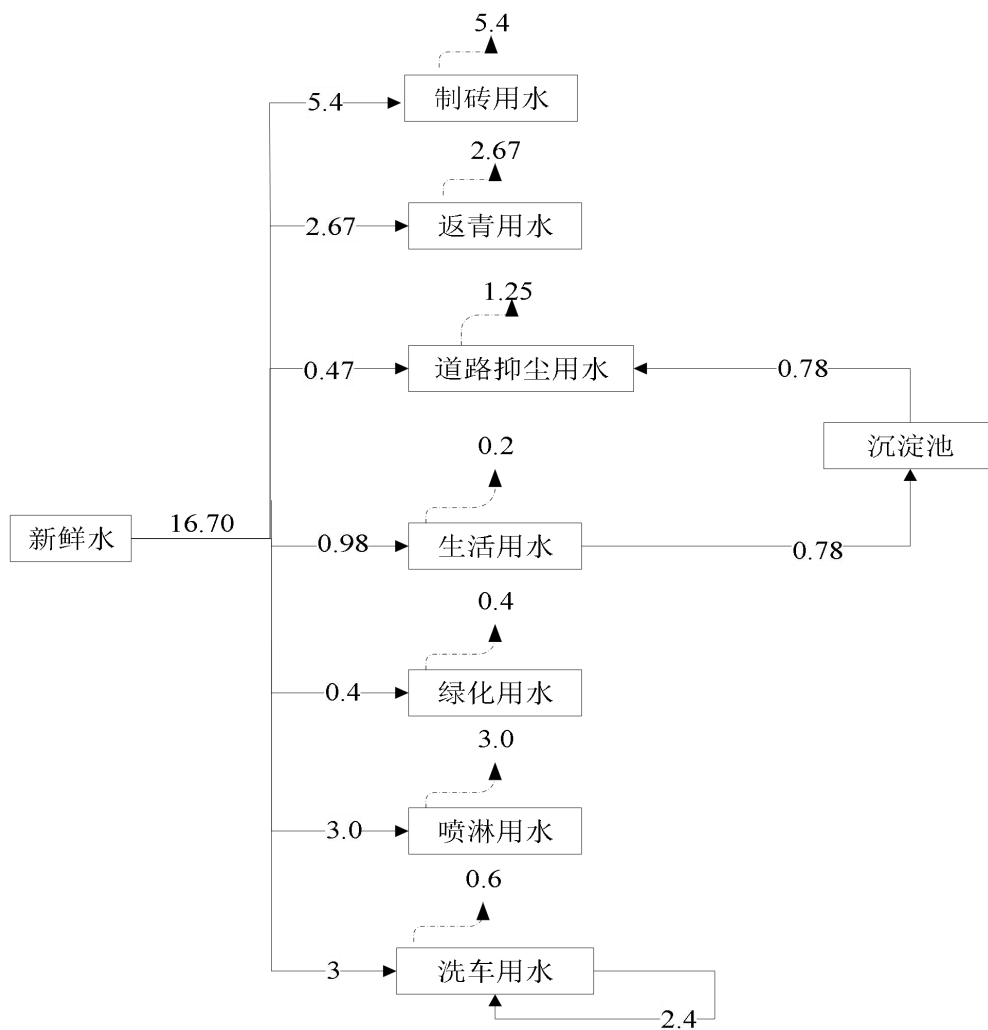 5.4
5.4
制砖用水
2.67
2.67
返青用水
1.25
0.47
道路抑尘用水
0.78
沉淀池
0.2
新鲜水
16.70
0.98
生活用水
0.78
0.4
0.4
绿化用水
3.0
3.0
喷淋用水
0.6
3
洗车用水
2.4